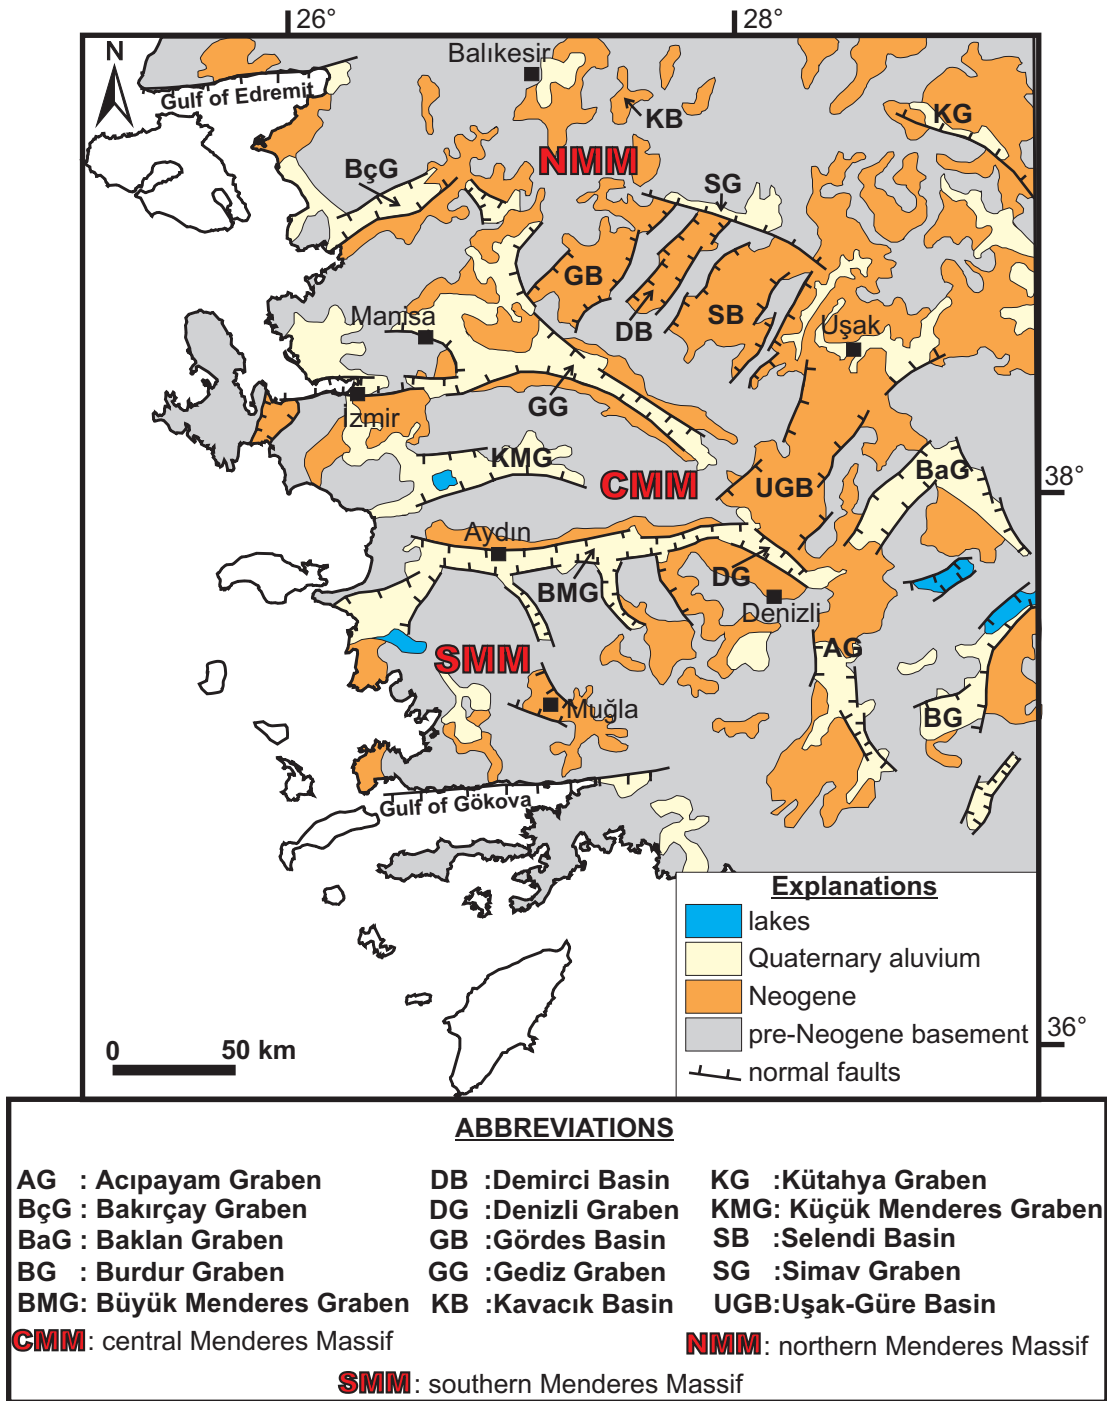 26° 28°
N
Balıkesir
Gulf of Edremit
KB
KG
NMM
BçG
SG
GB
Manisa
DB
SB
Uşak
GG
İzmir
KMG
CMM
UGB
BaG
38°
Aydın
BMG
DG
Denizli
SMM
AG
Muğla
BG
Gulf of Gökova
Explanations
lakes
Quaternary aluvium
Neogene
pre-Neogene basement
normal faults
36°
0 50 km
ABBREVIATIONS
AG : Acıpayam Graben
BçG : Bakırçay Graben
BaG : Baklan Graben
BG : Burdur Graben
BMG: Büyük Menderes Graben
DB :Demirci Basin
DG :Denizli Graben
GB :Gördes Basin
GG :Gediz Graben
KB :Kavacık Basin
KG :Kütahya Graben
KMG: Küçük Menderes Graben
SB :Selendi Basin
SG :Simav Graben
UGB:Uşak-Güre Basin
CMM: central Menderes Massif
NMM: northern Menderes Massif
SMM: southern Menderes Massif